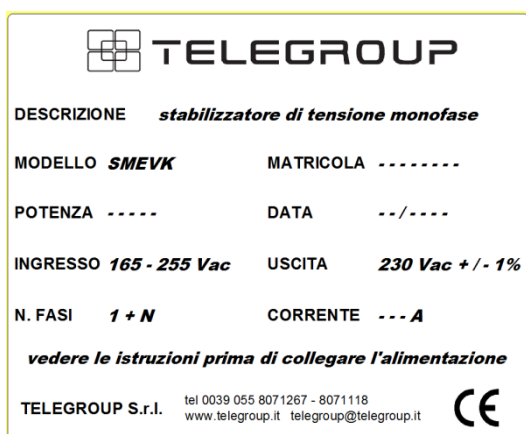 TELEGROUP
DESCRIZIONE stabilizzatore di tensione monofase
MODELLO SMEVK MATRICOLA - - - - - - - -
POTENZA - - - - - DATA - - / - - - -
INGRESSO 165 - 255 Vac USCITA 230 Vac + / - 1%
N. FASI 1 + N CORRENTE - - - A
vedere le istruzioni prima di collegare l'alimentazione
TELEGROUP S.r.l. tel 0039 055 8071267 - 8071118
www.telegroup.it telegroup@telegroup.it CE